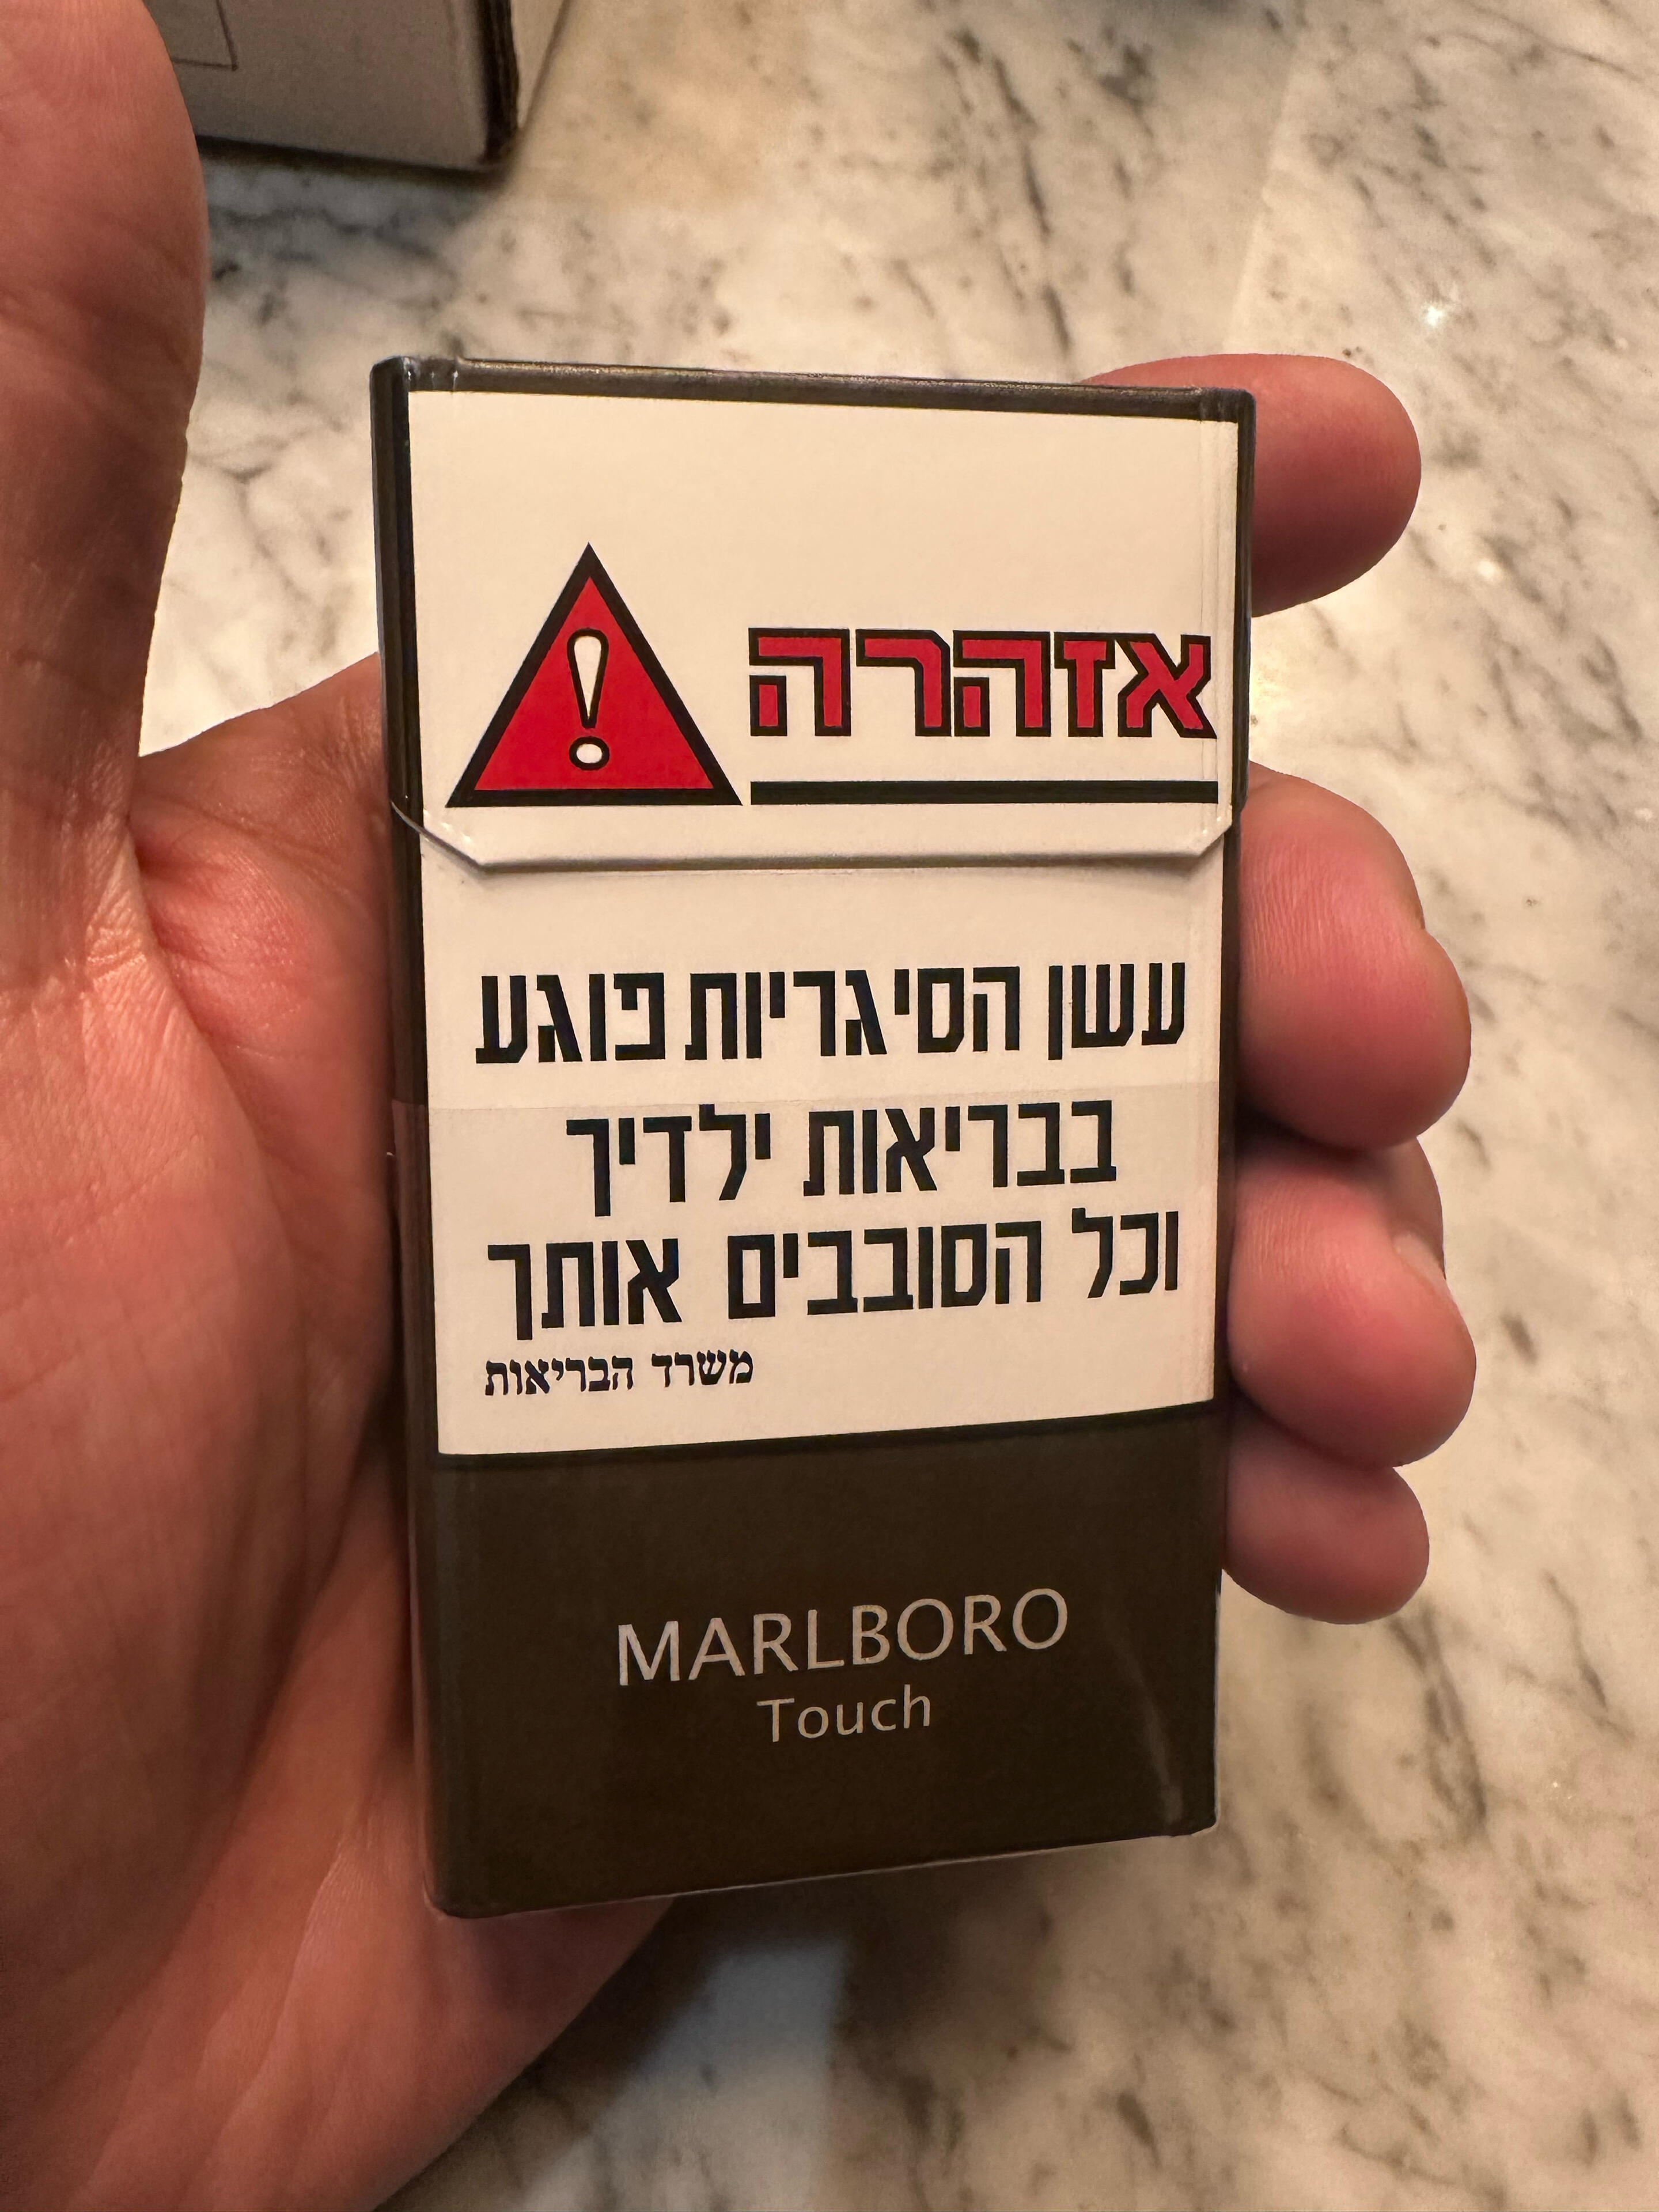 אזהרה
עשן הסיגריות פוגע
בבריאות ילדיך
וכל הסובבים אותך
משרד הבריאות
MARLBORO
Touch